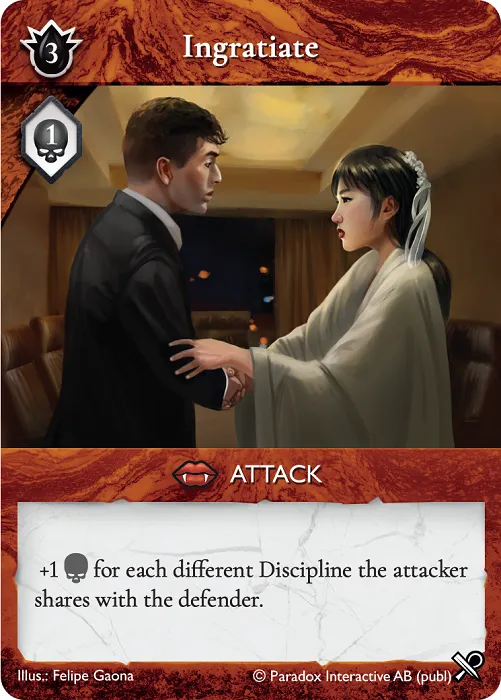 3
Ingratiate
1
ATTACK
+1 for each different Discipline the attacker
shares with the defender.
Illus.: Felipe Gaona
© Paradox Interactive AB (publ)